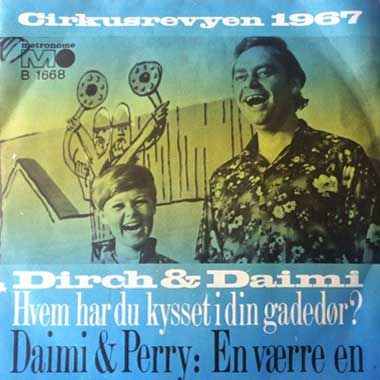 Cirkusrevyen 1967
metronome
M
B 1668
Dirch & Daimi
Hvem har du kysset i din gadedør?
Daimi & Perry: En værre en